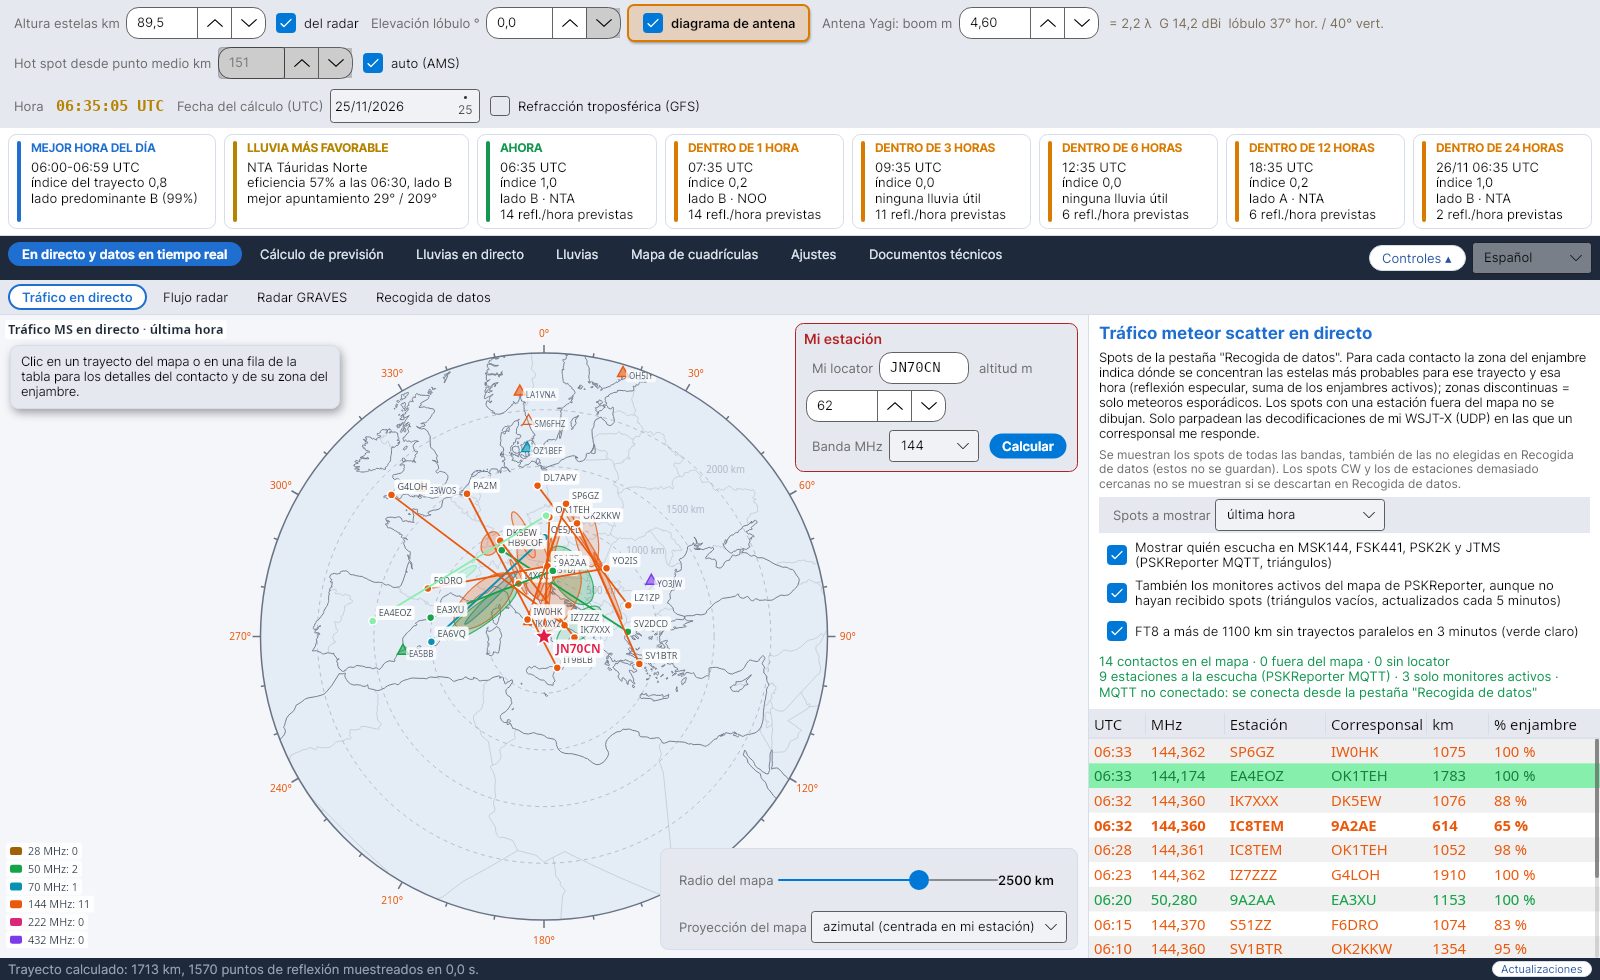 Altura estelas km 89,5 del radar Elevación lóbulo ° 0,0 diagrama de antena Antena Yagi: boom m 4,60 = 2,2 λ G 14,2 dBi lóbulo 37° hor. / 40° vert.
Hot spot desde punto medio km 151 auto (AMS)
Hora 06:35:05 UTC Fecha del cálculo (UTC) 25/11/2026 25 Refracción troposférica (GFS)
MEJOR HORA DEL DÍA
06:00-06:59 UTC
índice del trayecto 0,8
lado predominante B (99%)
LLUVIA MÁS FAVORABLE
NTA Táuridas Norte
eficiencia 57% a las 06:30, lado B
mejor apuntamiento 29° / 209°
AHORA
06:35 UTC
índice 1,0
lado B · NTA
14 refl./hora previstas
DENTRO DE 1 HORA
07:35 UTC
índice 0,2
lado B · NOO
14 refl./hora previstas
DENTRO DE 3 HORAS
09:35 UTC
índice 0,0
ninguna lluvia útil
11 refl./hora previstas
DENTRO DE 6 HORAS
12:35 UTC
índice 0,0
ninguna lluvia útil
6 refl./hora previstas
DENTRO DE 12 HORAS
18:35 UTC
índice 0,2
lado A · NTA
6 refl./hora previstas
DENTRO DE 24 HORAS
26/11 06:35 UTC
índice 1,0
lado B · NTA
2 refl./hora previstas
En directo y datos en tiempo real Cálculo de previsión Lluvias en directo Lluvias Mapa de cuadrículas Ajustes Documentos técnicos Controles ▴ Español
Tráfico en directo Flujo radar Radar GRAVES Recogida de datos
Tráfico MS en directo · última hora
Clic en un trayecto del mapa o en una fila de la
tabla para los detalles del contacto y de su zona del
enjambre.
0°
30°
60°
90°
120°
180°
210°
240°
270°
300°
330°
2000 km
1500 km
1000 km
LA1VNA
SM6FHZ
OZ1BEF
DL7APV
PA2M
G4LOH
SP6GZ
OK1TEH
OK2KKW
DK5EW
HB9COF
9A2AA
YO2IS
YO3JW
LZ1ZP
F6DRO
EA4EOZ
EA3XU
EA6VQ
EA5BB
IW0HK
IZ7ZZZ
IK7XXX
SV2DCD
SV1BTR
JN70CN
IT9BLB
Mi estación
Mi locator JN70CN altitud m
62
Banda MHz 144 Calcular
28 MHz: 0
50 MHz: 2
70 MHz: 1
144 MHz: 11
222 MHz: 0
432 MHz: 0
Radio del mapa 2500 km
Proyección del mapa azimutal (centrada en mi estación)
Tráfico meteor scatter en directo
Spots de la pestaña "Recogida de datos". Para cada contacto la zona del enjambre
indica dónde se concentran las estelas más probables para ese trayecto y esa
hora (reflexión especular, suma de los enjambres activos); zonas discontinuas =
solo meteoros esporádicos. Los spots con una estación fuera del mapa no se
dibujan. Solo parpadean las decodificaciones de mi WSJT-X (UDP) en las que un
corresponsal me responde.
Se muestran los spots de todas las bandas, también de las no elegidas en Recogida
de datos (estos no se guardan). Los spots CW y los de estaciones demasiado
cercanas no se muestran si se descartan en Recogida de datos.
Spots a mostrar última hora
Mostrar quién escucha en MSK144, FSK441, PSK2K y JTMS
(PSKReporter MQTT, triángulos)
También los monitores activos del mapa de PSKReporter, aunque no
hayan recibido spots (triángulos vacíos, actualizados cada 5 minutos)
FT8 a más de 1100 km sin trayectos paralelos en 3 minutos (verde claro)
14 contactos en el mapa · 0 fuera del mapa · 0 sin locator
9 estaciones a la escucha (PSKReporter MQTT) · 3 solo monitores activos ·
MQTT no conectado: se conecta desde la pestaña "Recogida de datos"
UTC MHz Estación Corresponsal km % enjambre
06:33 144,362 SP6GZ IW0HK 1075 100 %
06:33 144,174 EA4EOZ OK1TEH 1783 100 %
06:32 144,360 IK7XXX DK5EW 1076 88 %
06:32 144,360 IC8TEM 9A2AE 614 65 %
06:28 144,361 IC8TEM OK1TEH 1052 98 %
06:23 144,362 IZ7ZZZ G4LOH 1910 100 %
06:20 50,280 9A2AA EA3XU 1153 100 %
06:15 144,370 S51ZZ F6DRO 1074 83 %
06:10 144,360 SV1BTR OK2KKW 1354 95 %
Trayecto calculado: 1713 km, 1570 puntos de reflexión muestreados en 0,0 s.
Actualizaciones